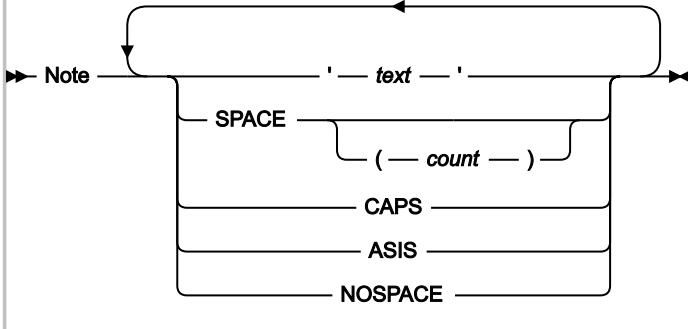 Note ' text '
SPACE
( count )
CAPS
ASIS
NOSPACE